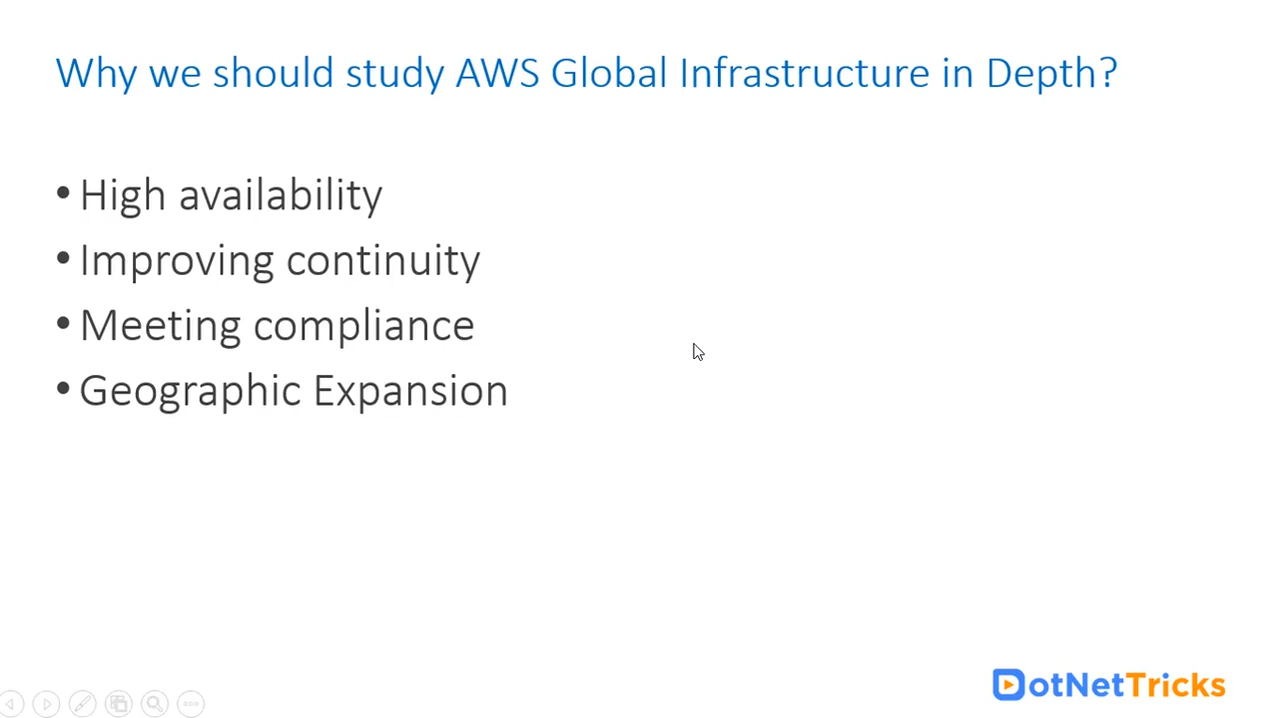 Why we should study AWS Global Infrastructure in Depth?
• High availability
• Improving continuity
• Meeting compliance
• Geographic Expansion
DotNetTricks